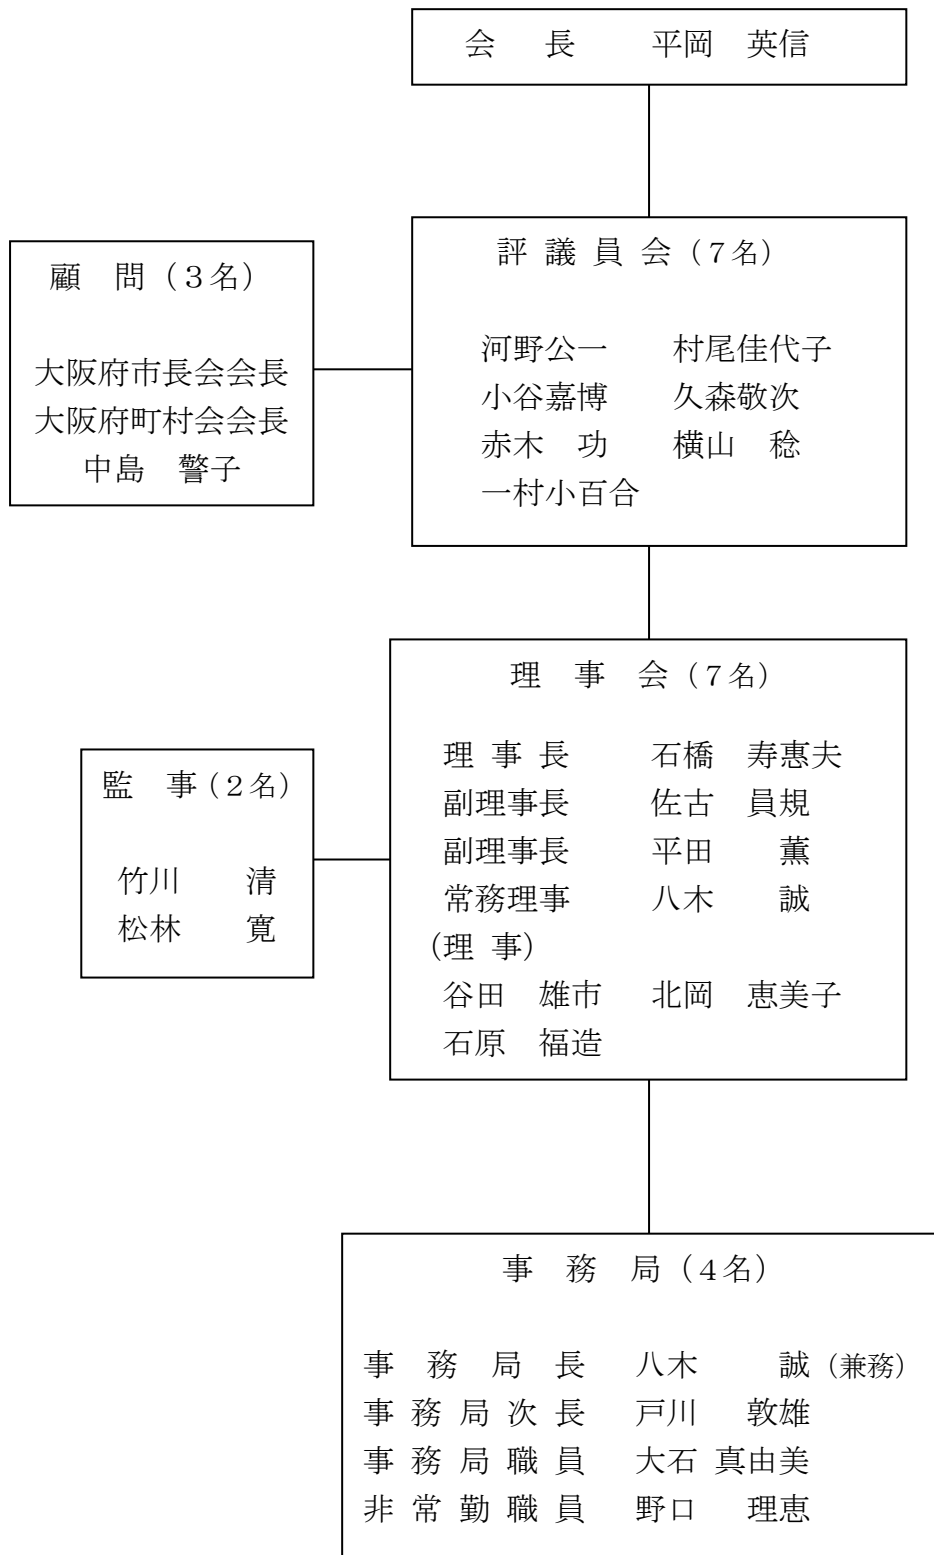 会　長　　平岡　英信
評 議 員 会（７名）
河野公一　　村尾佳代子
小谷嘉博　　久森敬次
赤木　功　　横山　稔
一村小百合
顧　問（３名）
大阪府市長会会長
大阪府町村会会長
中島　警子
理　事　会（７名）
理 事 長　　石橋　寿惠夫
副理事長　　佐古　員規
副理事長　　平田　　薫
常務理事　　八木　　誠
（理 事）
谷田　雄市　　北岡　恵美子
石原　福造
監　事（２名）
竹川　　清
松林　　寛
事　務　局（４名）
事　務　局　長　八木　　誠（兼務）
事 務 局 次 長　戸川　敦雄
事 務 局 職 員　大石 真由美
非 常 勤 職 員　野口　理恵